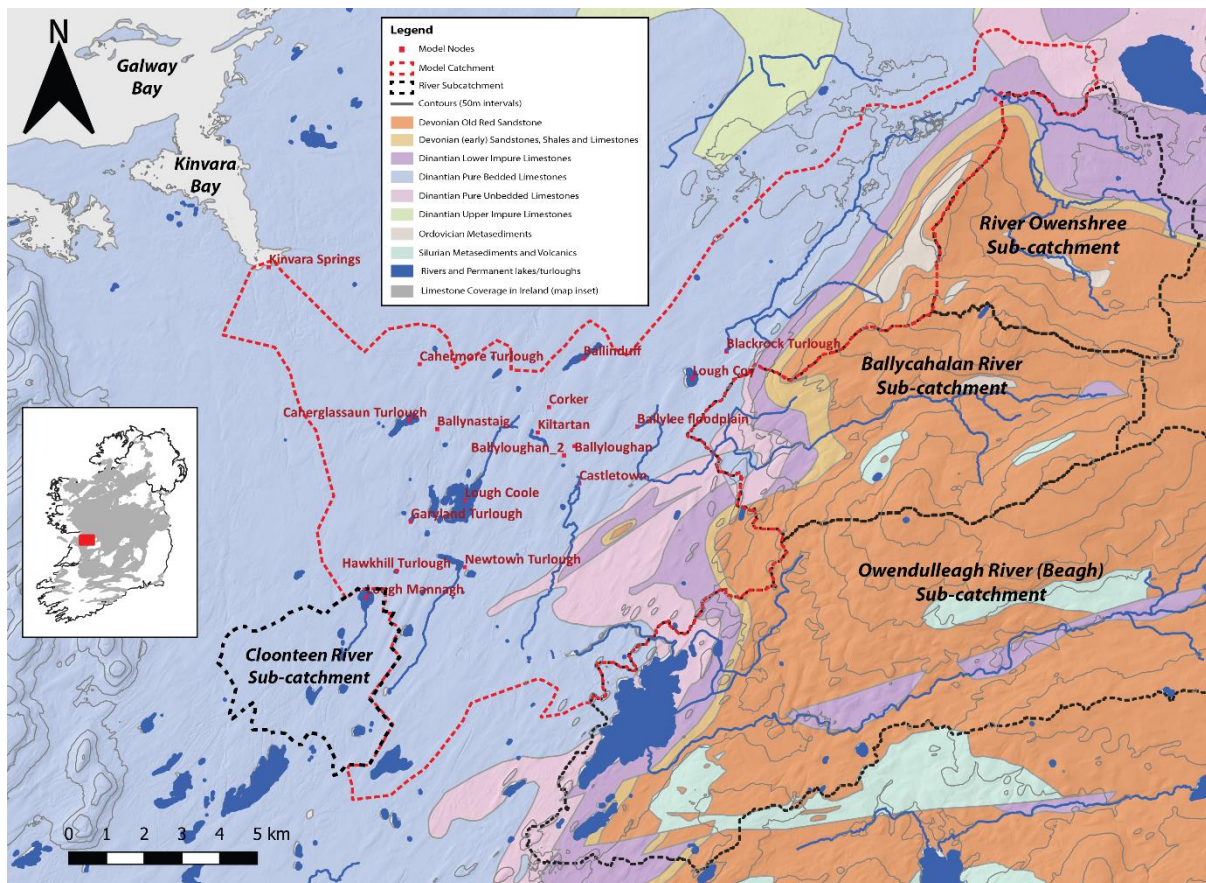 N
Galway
Bay
Kinvara
Bay
Legend
Model Nodes
Model Catchment
River Subcatchment
Contours (50m intervals)
Devonian Old Red Sandstone
Devonian (early) Sandstones, Shales and Limestones
Dinantian Lower Impure Limestones
Dinantian Pure Bedded Limestones
Dinantian Pure Unbedded Limestones
Dinantian Upper Impure Limestones
Ordovician Metasediments
Silurian Metasediments and Volcanics
Rivers and Permanent lakes/turloughs
Limestone Coverage in Ireland (map inset)
River Owenshree
Sub-catchment
Kinvara Springs
Blackrock Turlough
Cahermore Turlough
Ballinduff
Lough Coy
Ballycahalan River
Sub-catchment
Corker
Caherglassaun Turlough
Ballynastaig
Kiltartan
Ballylee floodplain
Ballyloughan_2
Ballyloughan
Castletown
Lough Coole
Garyland Turlough
Hawkhill Turlough
Newtown Turlough
Lough Mannagh
Owendulleagh River (Beagh)
Sub-catchment
Cloonteen River
Sub-catchment
0 1 2 3 4 5 km